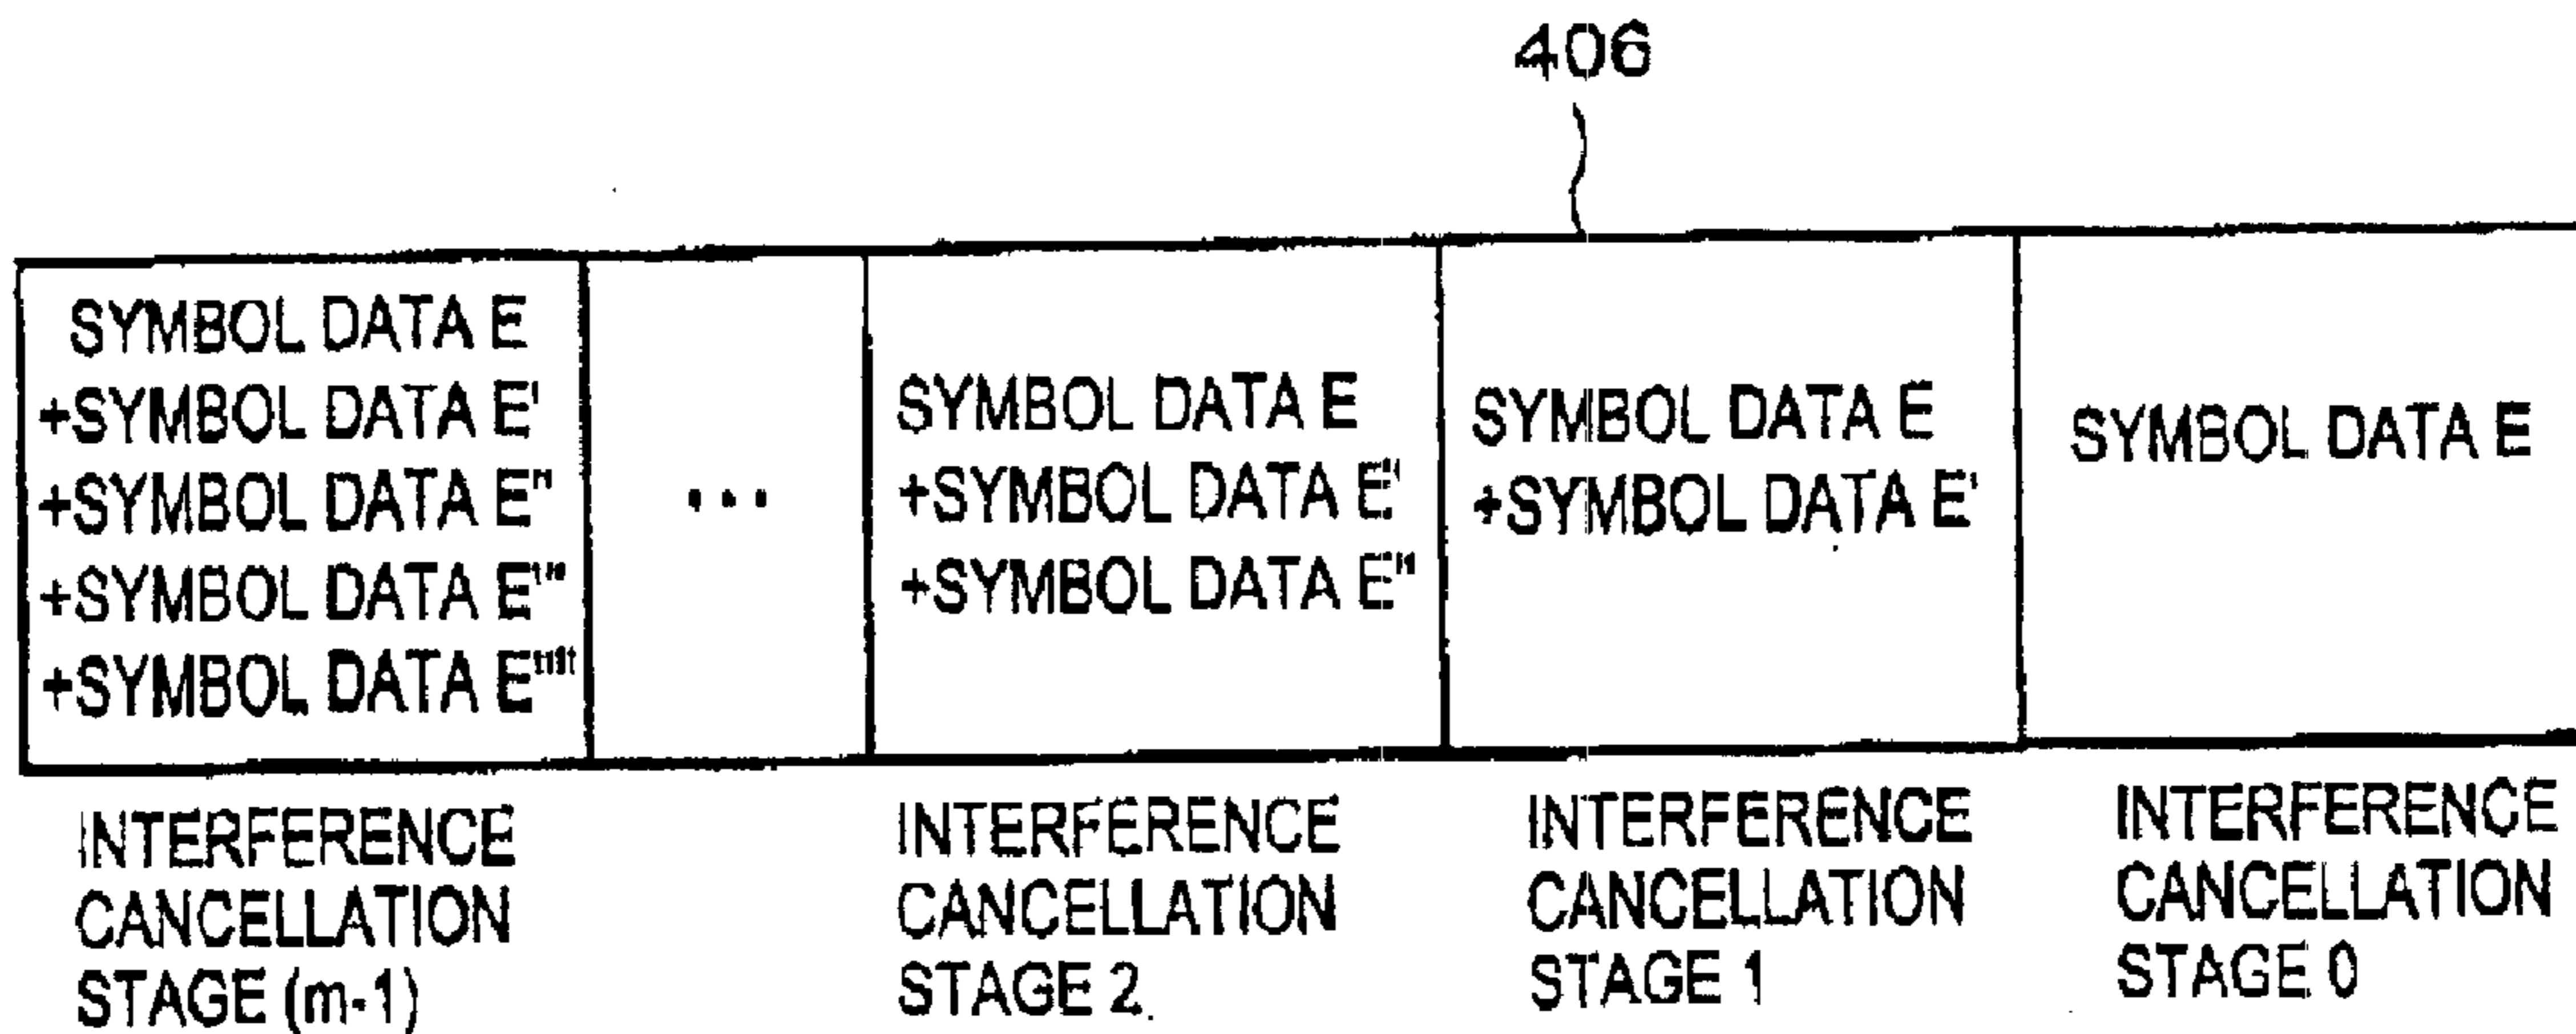 406
SYMBOL DATA E
+SYMBOL DATA E'
+SYMBOL DATA E"
+SYMBOL DATA E'"
+SYMBOL DATA E""
...
SYMBOL DATA E
+SYMBOL DATA E'
+SYMBOL DATA E"
SYMBOL DATA E
+SYMBOL DATA E'
SYMBOL DATA E
INTERFERENCE
CANCELLATION
STAGE (m-1)
INTERFERENCE
CANCELLATION
STAGE 2
INTERFERENCE
CANCELLATION
STAGE 1
INTERFERENCE
CANCELLATION
STAGE 0